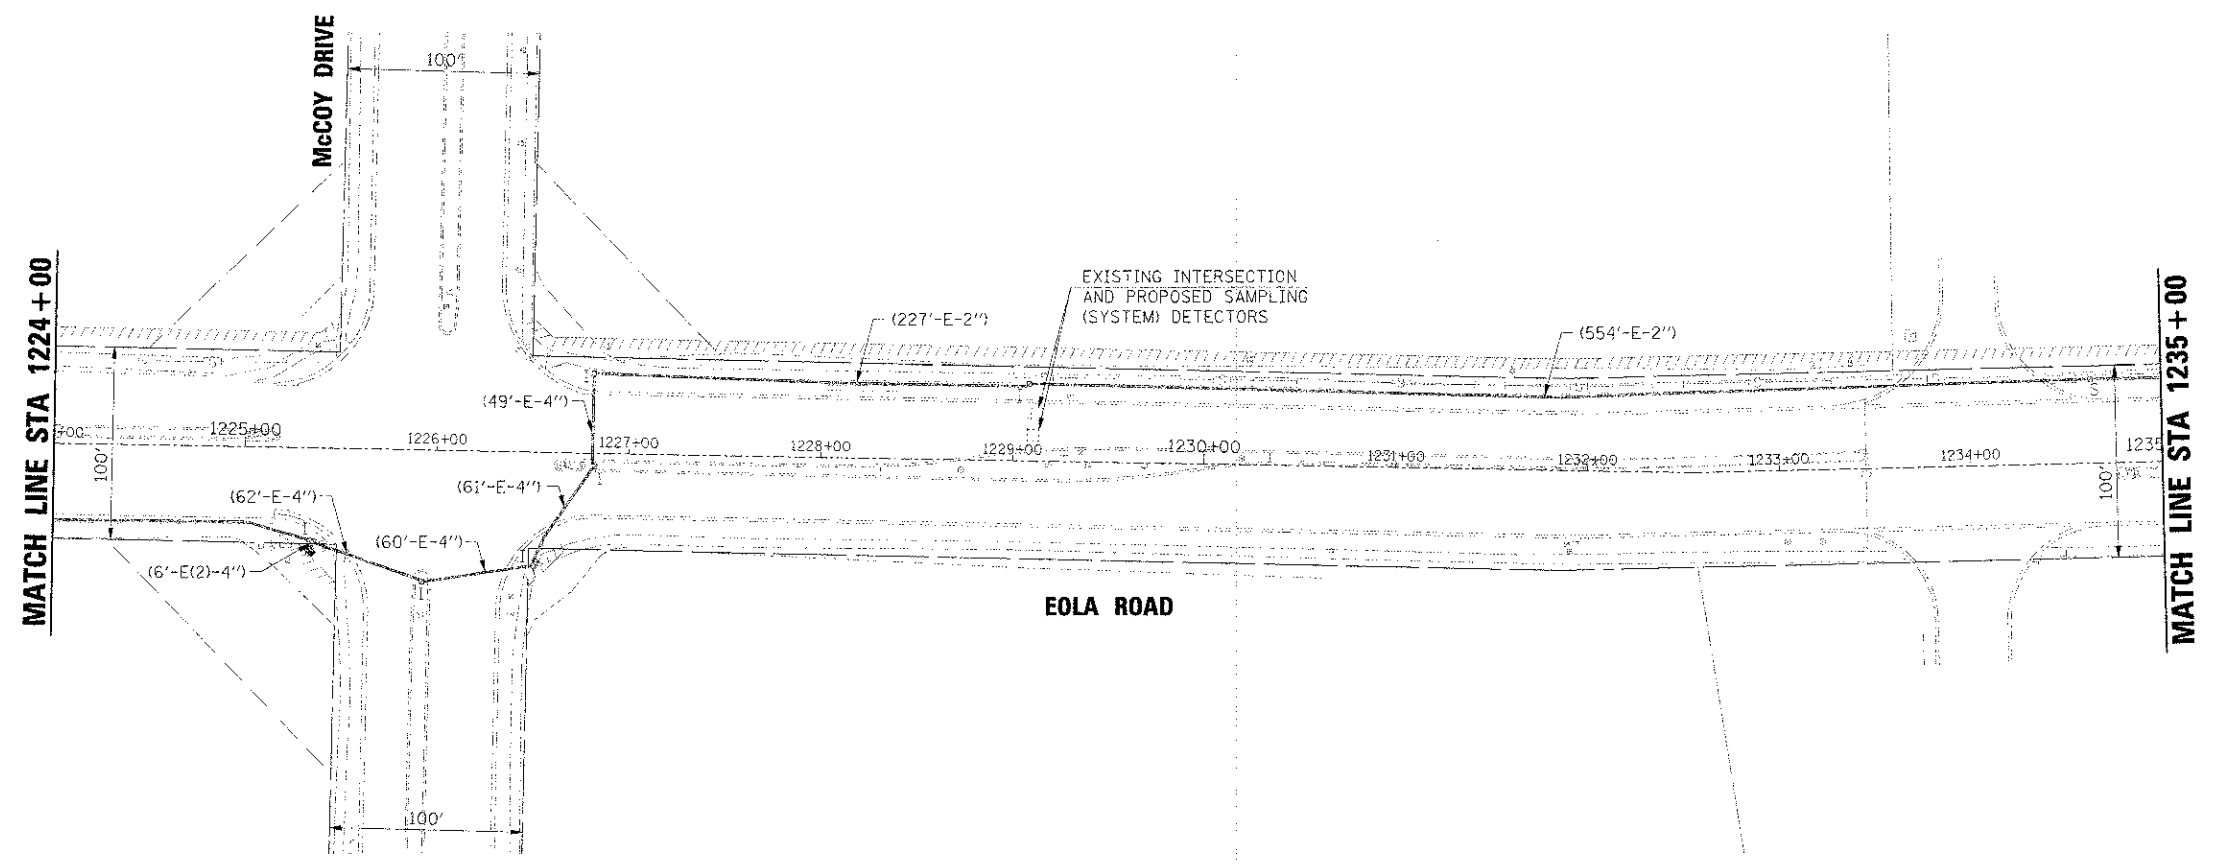 McCOY DRIVE
100'
EXISTING INTERSECTION
AND PROPOSED SAMPLING
(SYSTEM) DETECTORS
(227'-E-2")
(554'-E-2")
MATCH LINE STA 1224+00
MATCH LINE STA 1235+00
(49'-E-4")
+00
1225+00
1226+00
1227+00
1228+00
1229+00
1230+00
1231+00
1232+00
1233+00
1234+00
1235
100'
100'
(62'-E-4")
(61'-E-4")
(60'-E-4")
(6'-E(2)-4")
EOLA ROAD
100'